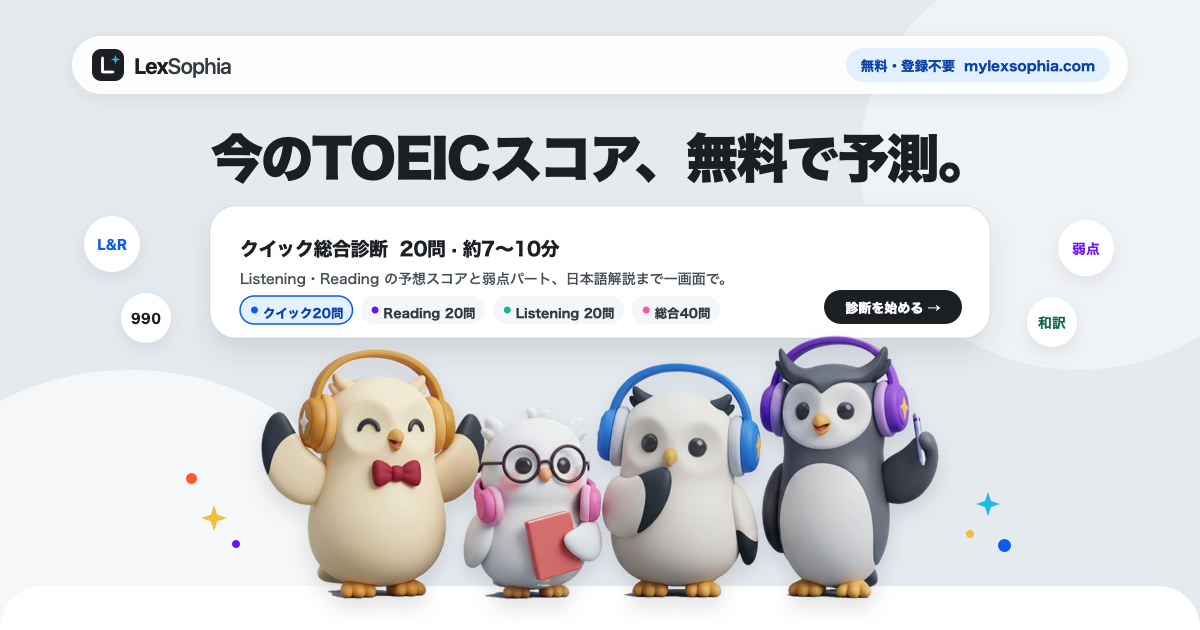 LexSophia
無料・登録不要 mylexsophia.com
今のTOEICスコア、無料で予測。
L&R
990
クイック総合診断 20問・約7〜10分
Listening・Reading の予想スコアと弱点パート、日本語解説まで一画面で。
クイック20問
Reading 20問
Listening 20問
総合40問
診断を始める →
弱点
和訳